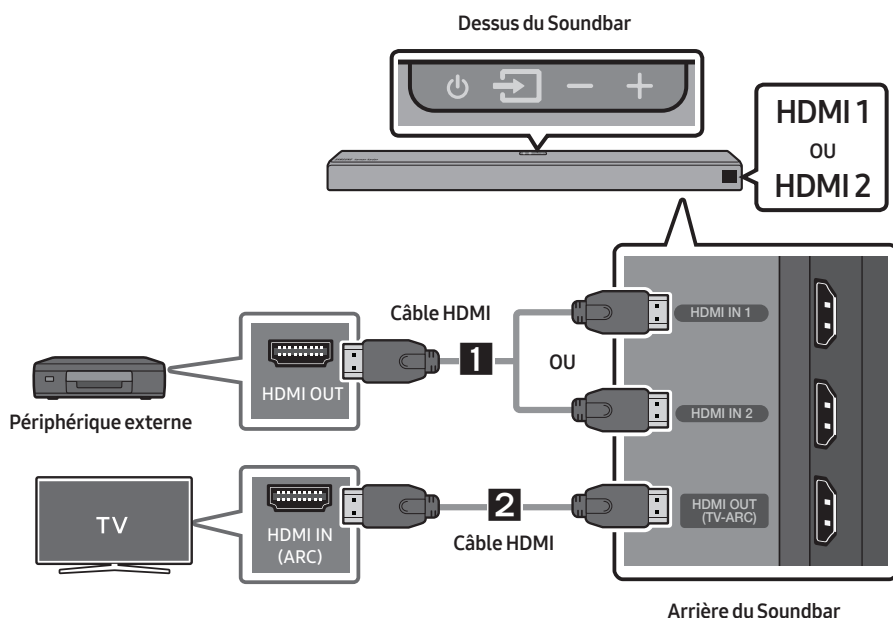 Dessus du Soundbar
HDMI 1
OU
HDMI 2
Câble HDMI
1
OU
HDMI IN 1
HDMI IN 2
HDMI OUT
Périphérique externe
TV
HDMI IN
(ARC)
2
Câble HDMI
HDMI OUT
(TV-ARC)
Arrière du Soundbar